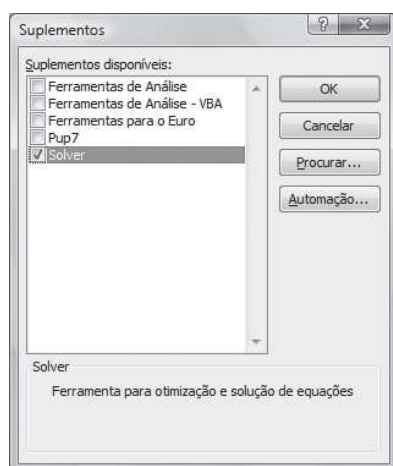 Suplementos
Suplementos disponíveis:
Ferramentas de Análise
Ferramentas de Análise - VBA
Ferramentas para o Euro
Pup7
Solver
OK
Cancelar
Procurar...
Automação...
Solver
Ferramenta para otimização e solução de equações